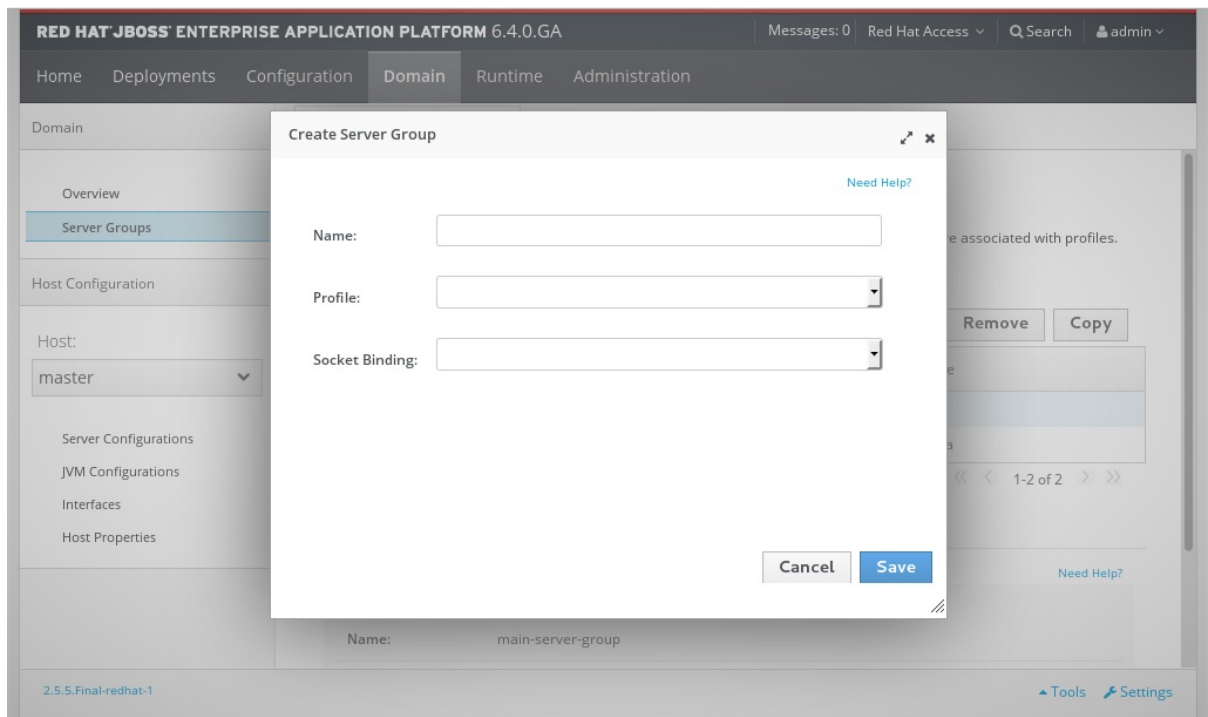 RED HAT JBOSS ENTERPRISE APPLICATION PLATFORM 6.4.0.GA
Messages: 0 Red Hat Access Search admin
Home Deployments Configuration Domain Runtime Administration
Domain
Create Server Group
Need Help?
Overview
Server Groups
Name:
e associated with profiles.
Host Configuration
Profile:
Remove Copy
Host:
Socket Binding:
master
e
Server Configurations
a
JVM Configurations
1-2 of 2
Interfaces
Host Properties
Cancel Save
Need Help?
Name: main-server-group
2.5.5.Final-redhat-1
Tools Settings